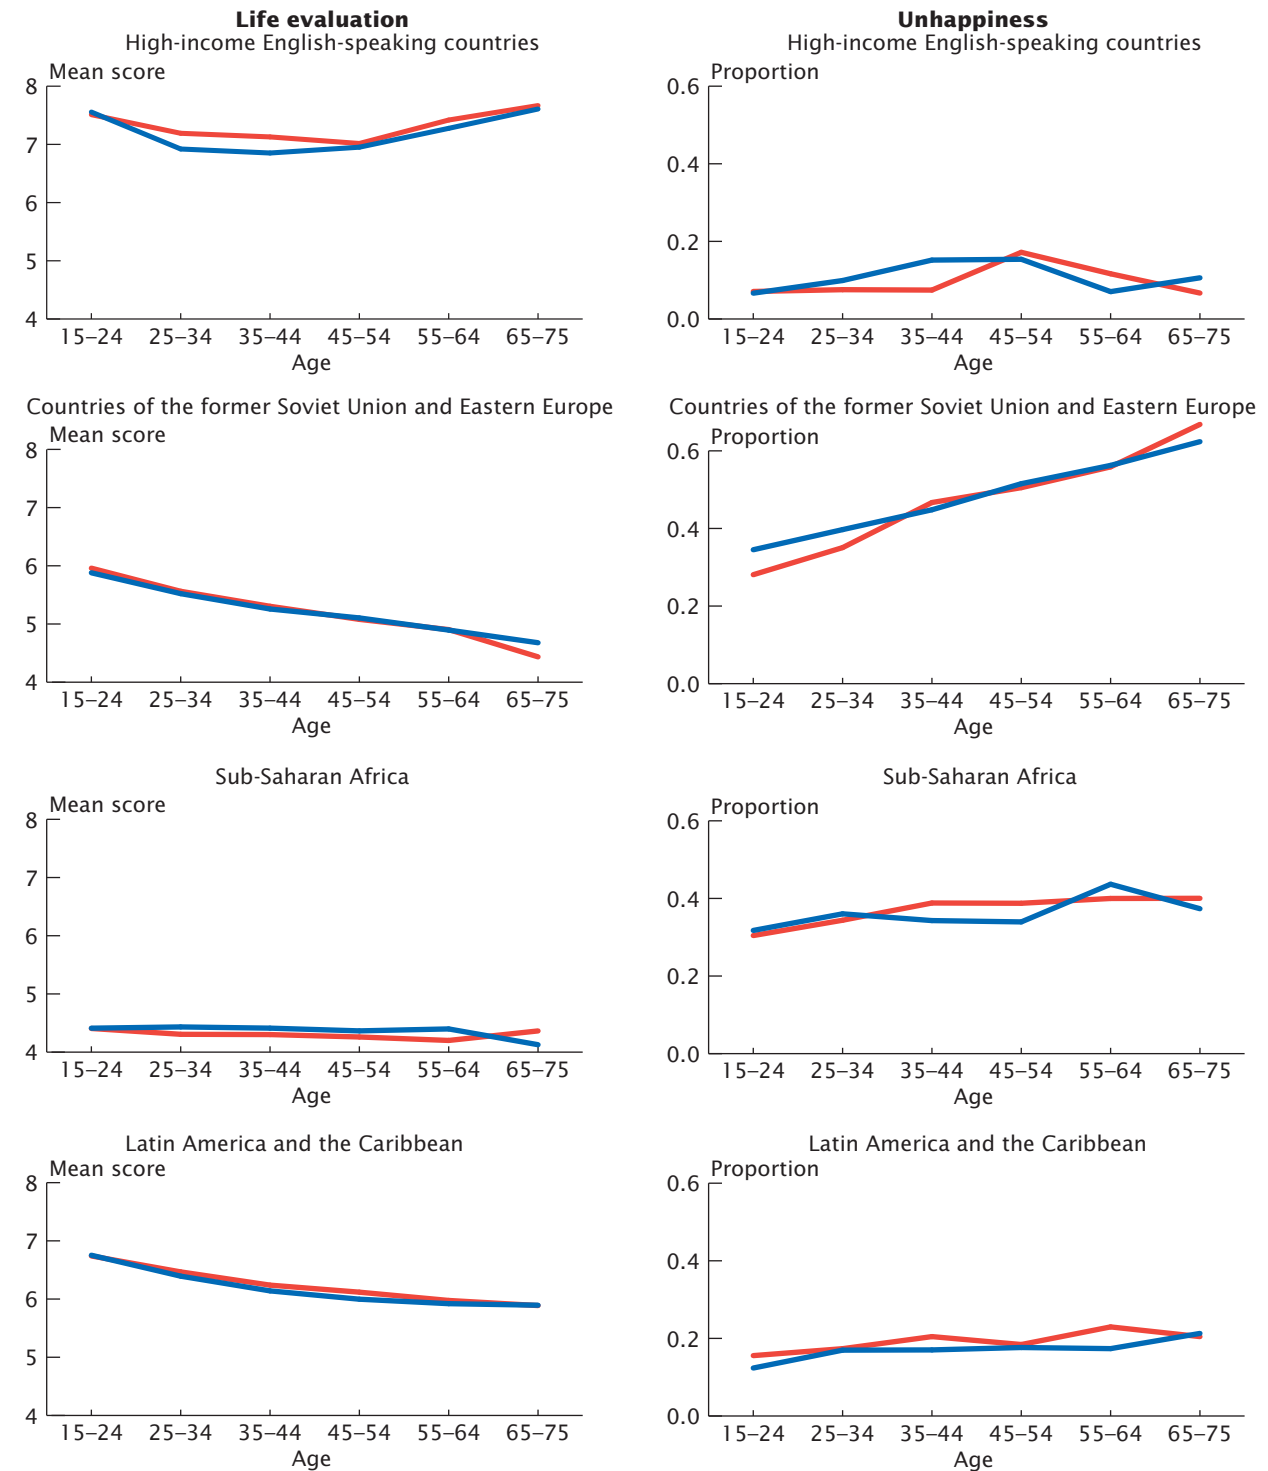 Life evaluation
High-income English-speaking countries
Mean score
8
7
6
5
4
15–24 25–34 35–44 45–54 55–64 65–75
Age
Unhappiness
High-income English-speaking countries
Proportion
0.6
0.4
0.2
0.0
15–24 25–34 35–44 45–54 55–64 65–75
Age
Countries of the former Soviet Union and Eastern Europe
Mean score
8
7
6
5
4
15–24 25–34 35–44 45–54 55–64 65–75
Age
Countries of the former Soviet Union and Eastern Europe
Proportion
0.6
0.4
0.2
0.0
15–24 25–34 35–44 45–54 55–64 65–75
Age
Sub-Saharan Africa
Mean score
8
7
6
5
4
15–24 25–34 35–44 45–54 55–64 65–75
Age
Sub-Saharan Africa
Proportion
0.6
0.4
0.2
0.0
15–24 25–34 35–44 45–54 55–64 65–75
Age
Latin America and the Caribbean
Mean score
8
7
6
5
4
15–24 25–34 35–44 45–54 55–64 65–75
Age
Latin America and the Caribbean
Proportion
0.6
0.4
0.2
0.0
15–24 25–34 35–44 45–54 55–64 65–75
Age